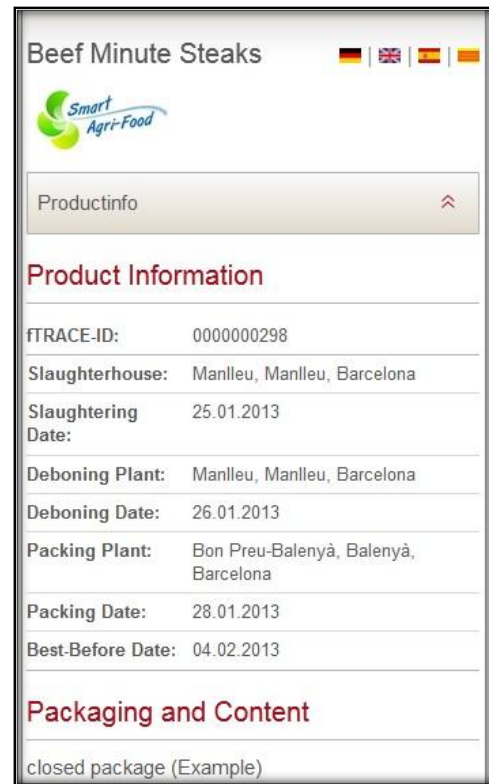 Beef Minute Steaks
Smart
Agri-Food
Productinfo
Product Information
fTRACE-ID: 0000000298
Slaughterhouse: Manlleu, Manlleu, Barcelona
Slaughtering 25.01.2013
Date:
Deboning Plant: Manlleu, Manlleu, Barcelona
Deboning Date: 26.01.2013
Packing Plant: Bon Preu-Balenyà, Balenyà,
Barcelona
Packing Date: 28.01.2013
Best-Before Date: 04.02.2013
Packaging and Content
closed package (Example)